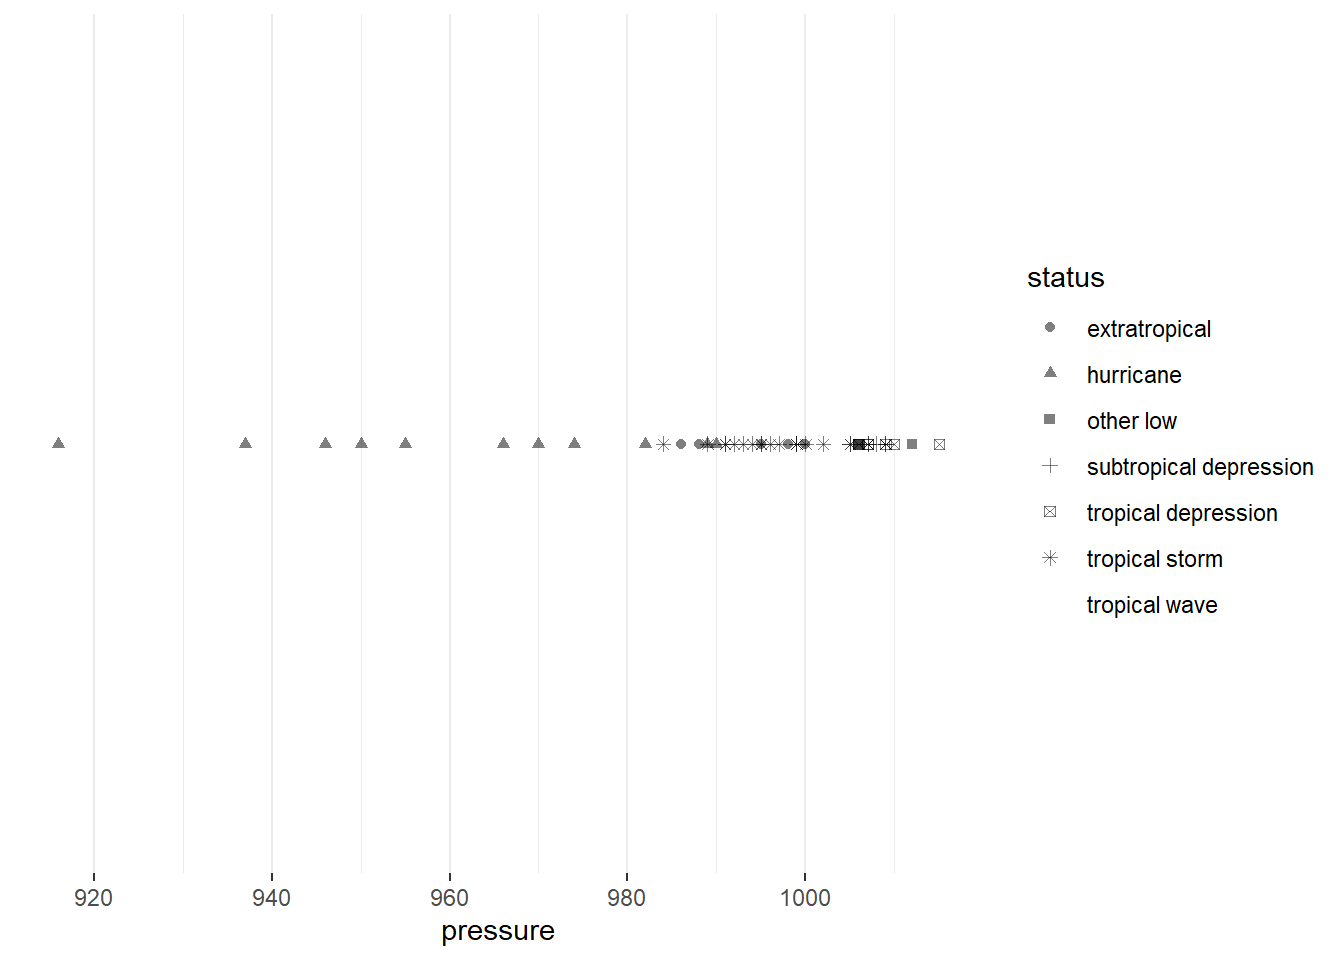 status
extratropical
hurricane
other low
subtropical depression
tropical depression
tropical storm
tropical wave
920 940 960 980 1000
pressure